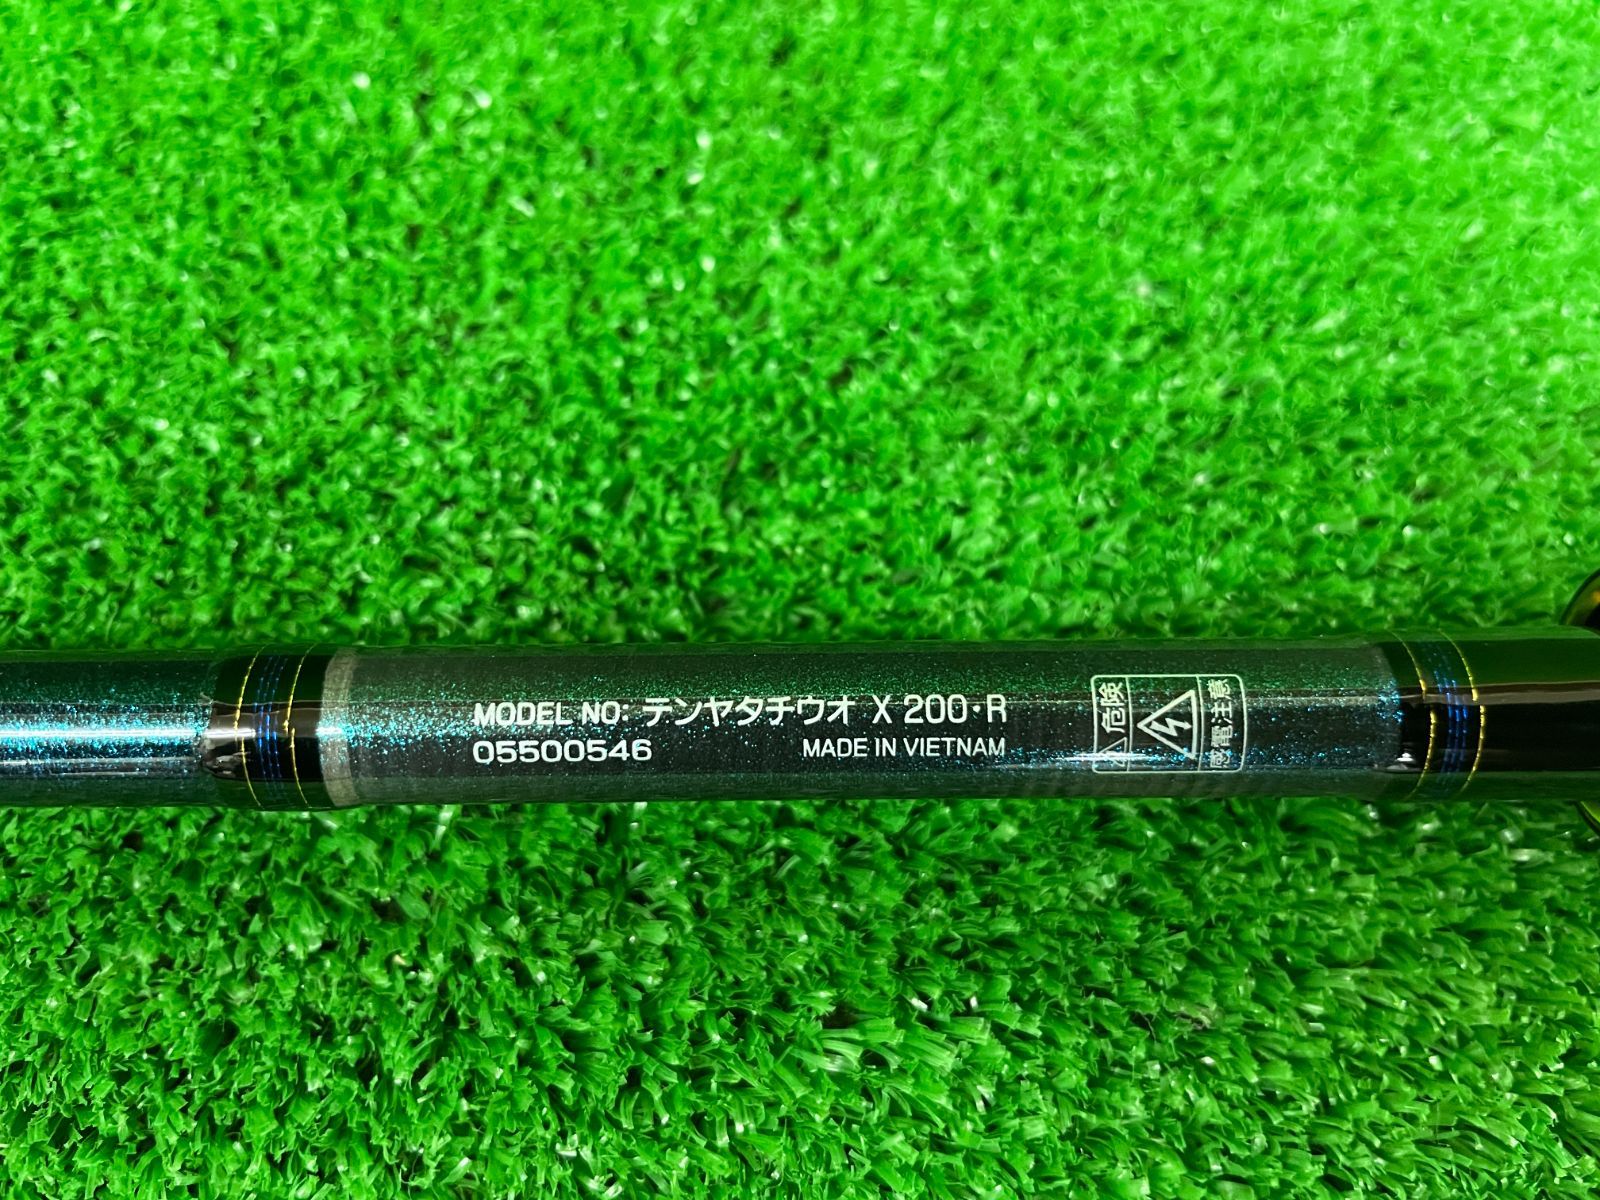 MODEL NO: テンヤタチウオ X 200・R
05500546 MADE IN VIETNAM
危険
感電注意